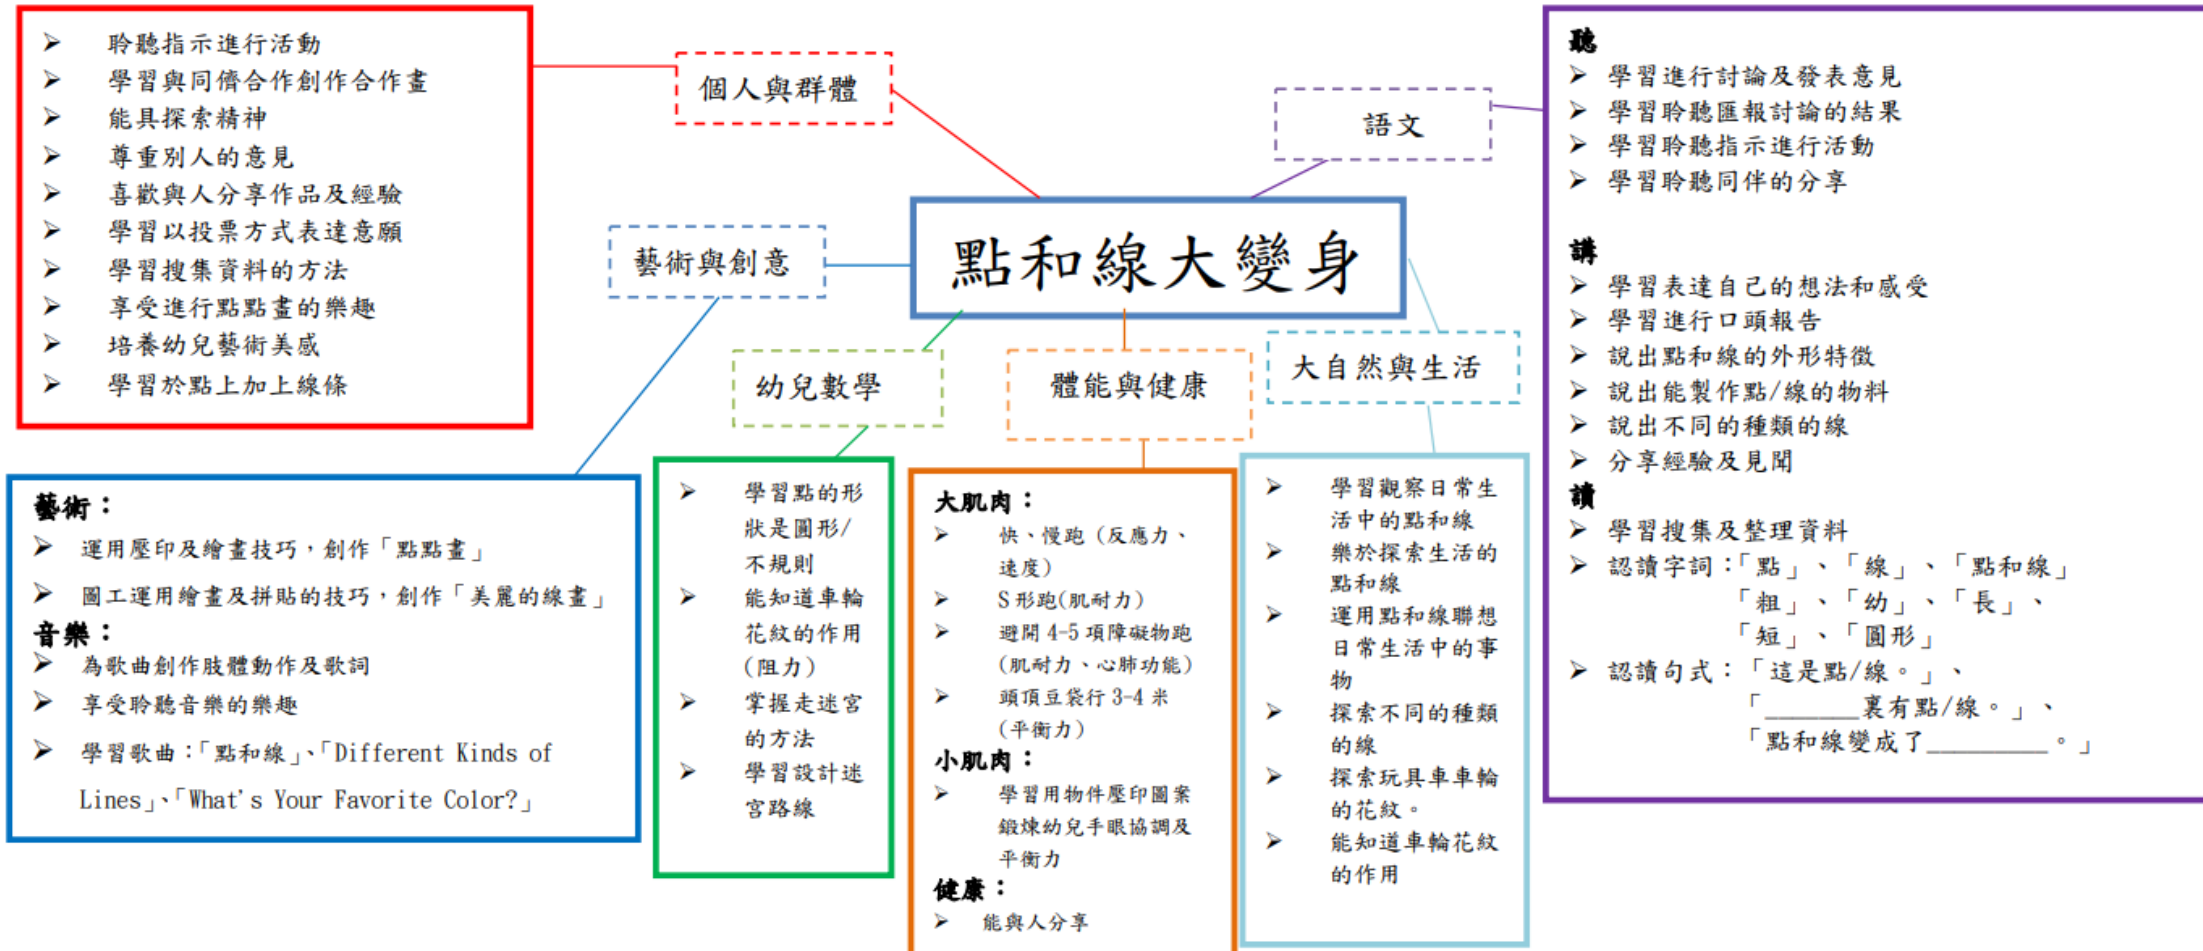 點和線大變身
個人與群體
➢ 聆聽指示進行活動
➢ 學習與同儕合作創作合作畫
➢ 能具探索精神
➢ 尊重別人的意見
➢ 喜歡與人分享作品及經驗
➢ 學習以投票方式表達意願
➢ 學習搜集資料的方法
➢ 享受進行點點畫的樂趣
➢ 培養幼兒藝術美感
➢ 學習於點上加上線條
語文
聽
➢ 學習進行討論及發表意見
➢ 學習聆聽匯報討論的結果
➢ 學習聆聽指示進行活動
➢ 學習聆聽同伴的分享
講
➢ 學習表達自己的想法和感受
➢ 學習進行口頭報告
➢ 說出點和線的外形特徵
➢ 說出能製作點/線的物料
➢ 說出不同的種類的線
➢ 分享經驗及見聞
讀
➢ 學習搜集及整理資料
➢ 認讀字詞：「點」、「線」、「點和線」
「粗」、「幼」、「長」、
「短」、「圓形」
➢ 認讀句式：「這是點/線。」、
「_______裏有點/線。」、
「點和線變成了_________。」
藝術與創意
藝術：
➢ 運用壓印及繪畫技巧，創作「點點畫」
➢ 圖工運用繪畫及拼貼的技巧，創作「美麗的線畫」
音樂：
➢ 為歌曲創作肢體動作及歌詞
➢ 享受聆聽音樂的樂趣
➢ 學習歌曲：「點和線」、「Different Kinds of
Lines」、「What's Your Favorite Color?」
幼兒數學
➢ 學習點的形
狀是圓形/
不規則
➢ 能知道車輪
花紋的作用
(阻力)
➢ 掌握走迷宮
的方法
➢ 學習設計迷
宮路線
體能與健康
大肌肉：
➢ 快、慢跑（反應力、
速度）
➢ S 形跑(肌耐力)
➢ 避開 4-5 項障礙物跑
(肌耐力、心肺功能)
➢ 頭頂豆袋行 3-4 米
(平衡力)
小肌肉：
➢ 學習用物件壓印圖案
鍛煉幼兒手眼協調及
平衡力
健康：
➢ 能與人分享
大自然與生活
➢ 學習觀察日常生
活中的點和線
➢ 樂於探索生活的
點和線
➢ 運用點和線聯想
日常生活中的事
物
➢ 探索不同的種類
的線
➢ 探索玩具車車輪
的花紋。
➢ 能知道車輪花紋
的作用